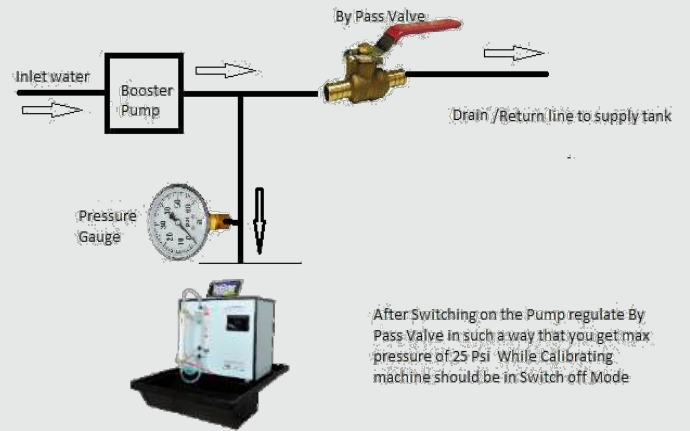 By Pass Valve
Inlet water
Booster
Pump
Drain /Return line to supply tank
Pressure
Gauge
After Switching on the Pump regulate By
Pass Valve in such a way that you get max
pressure of 25 Psi While Calibrating
machine should be in Switch off Mode